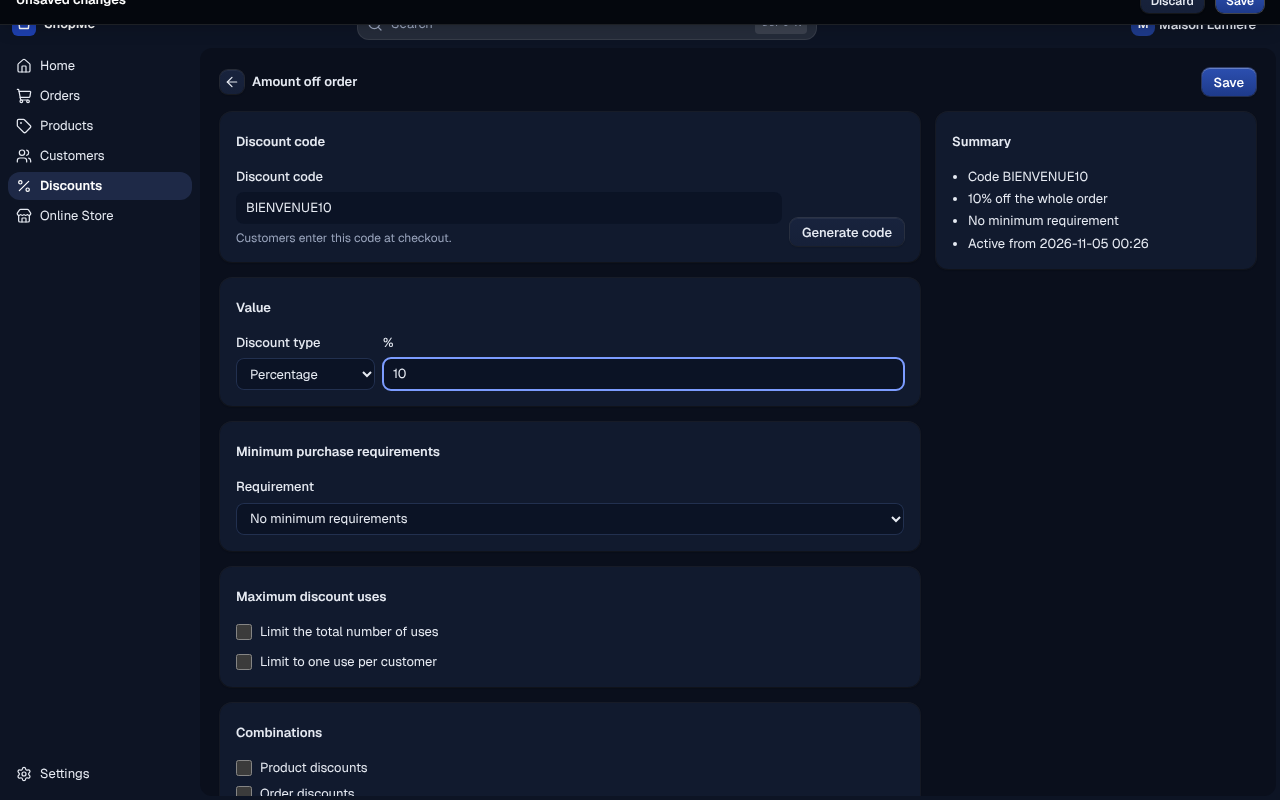 Unsaved changes
Discard
Save
ShopMe
Search
Maison Lumière
Home
Orders
Products
Customers
Discounts
Online Store
Settings
Amount off order
Save
Discount code
Discount code
BIENVENUE10
Customers enter this code at checkout.
Generate code
Value
Discount type
%
Percentage
10
Minimum purchase requirements
Requirement
No minimum requirements
Maximum discount uses
Limit the total number of uses
Limit to one use per customer
Combinations
Product discounts
Order discounts
Summary
• Code BIENVENUE10
• 10% off the whole order
• No minimum requirement
• Active from 2026-11-05 00:26